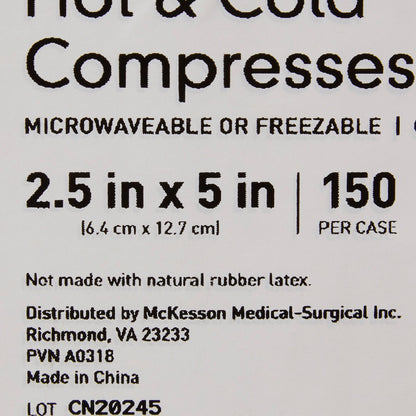 Hot & Cold
Compresses
MICROWAVEABLE OR FREEZABLE |
2.5 in x 5 in | 150
(6.4 cm x 12.7 cm) PER CASE
Not made with natural rubber latex.
Distributed by McKesson Medical-Surgical Inc.
Richmond, VA 23233
PVN A0318
Made in China
LOT CN20245